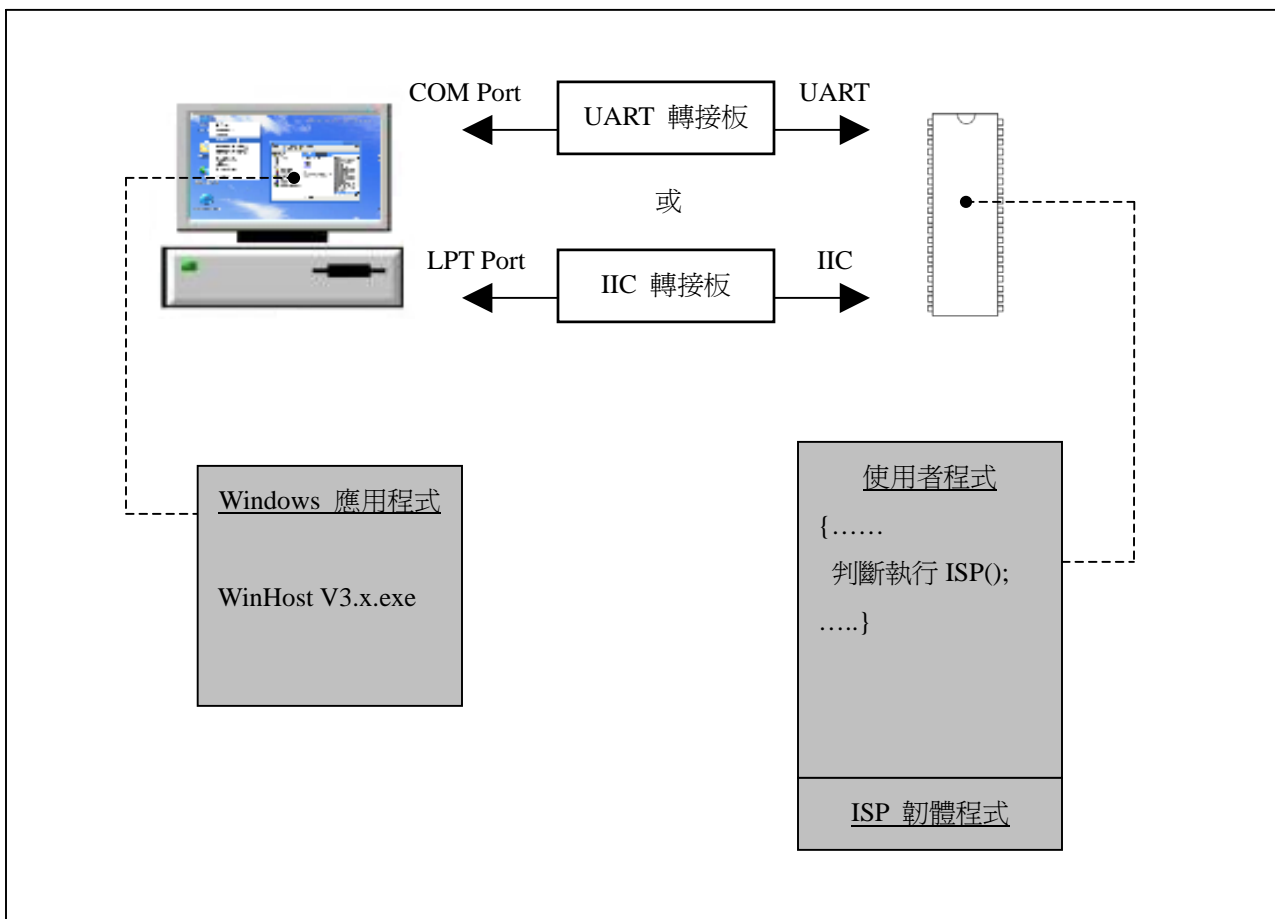 COM Port
UART 轉接板
UART
或
LPT Port
IIC 轉接板
IIC
Windows 應用程式
WinHost V3.x.exe
使用者程式
{……
判斷執行 ISP();
…..}
ISP 韌體程式